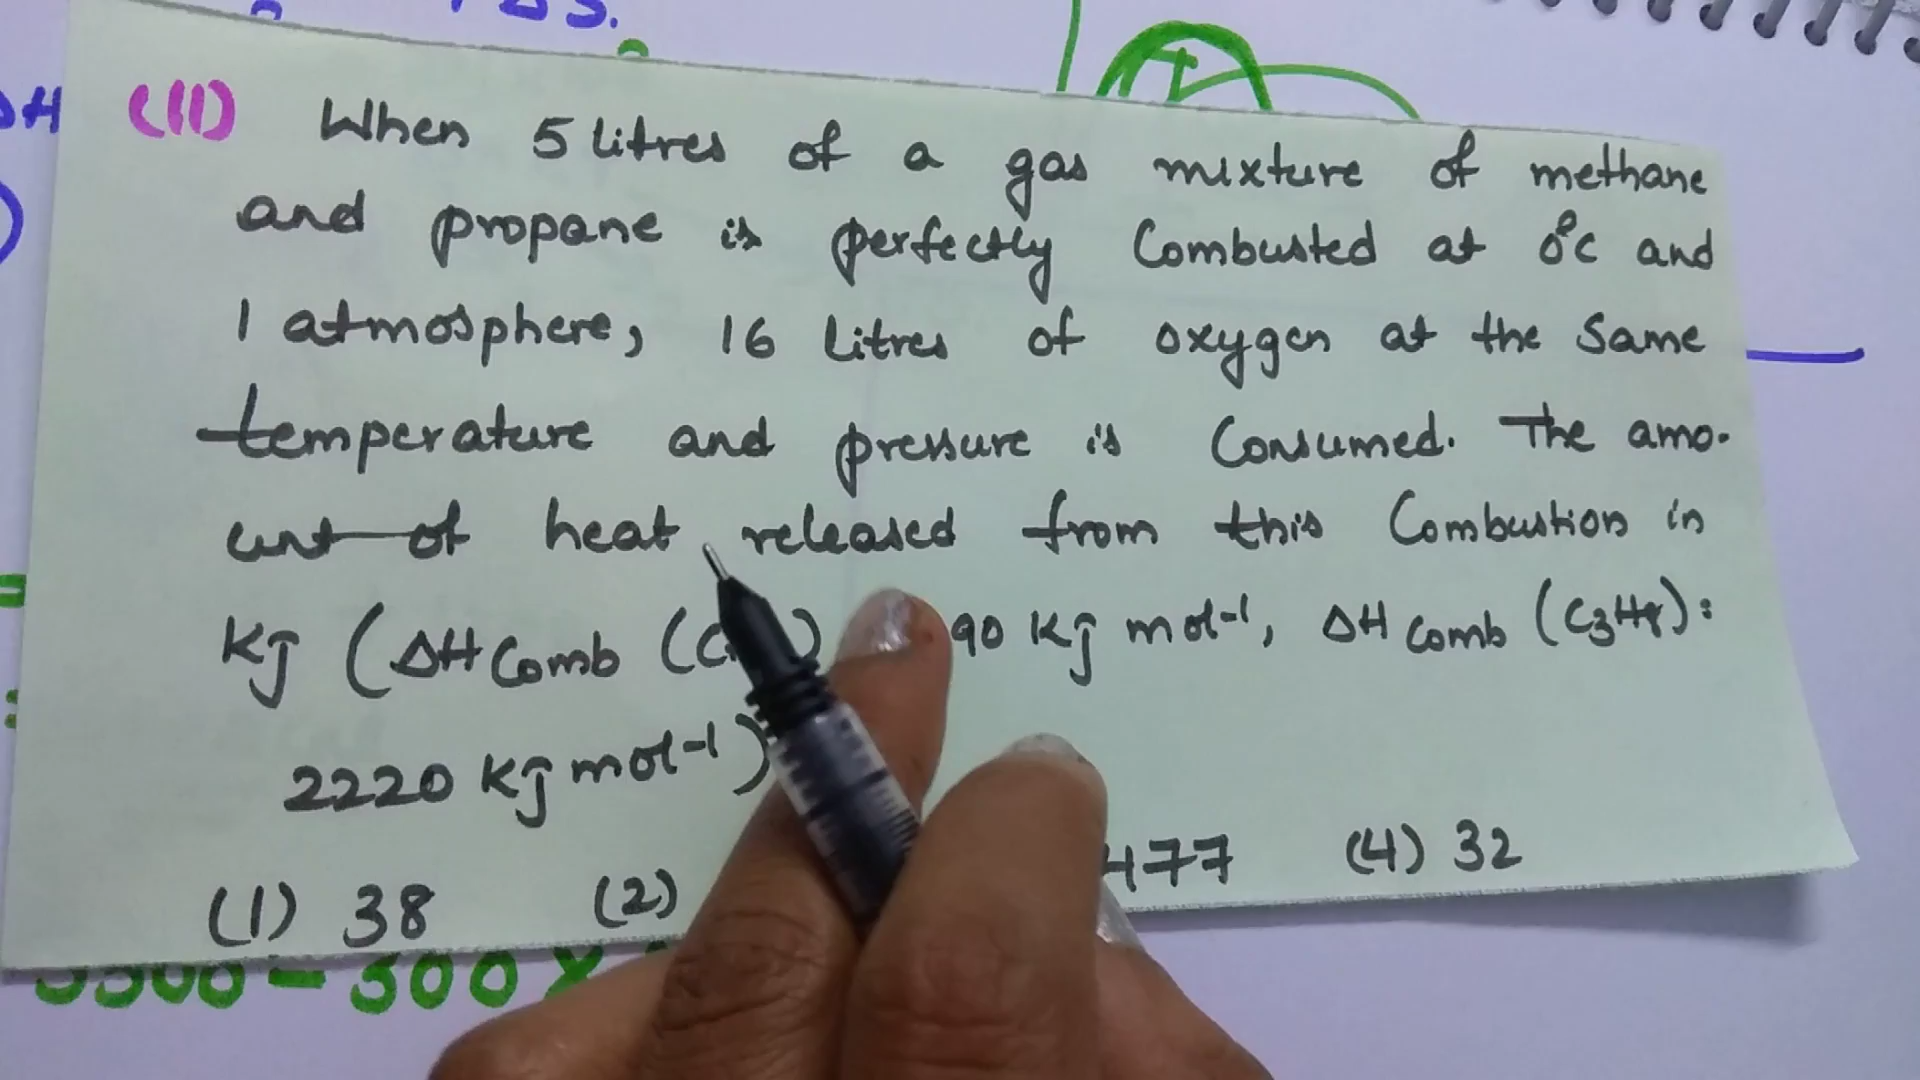 TΔS.
ΔH
(11) When 5 litres of a gas mixture of methane
and propane is perfectly Combusted at 0°C and
1 atmosphere, 16 litres of oxygen at the Same
temperature and pressure is Consumed. The amo-
unt of heat released from this Combustion in
KJ (ΔH Comb ( ) 90 KJ mol-1, ΔH Comb (C3H8):
2220 KJ mol-1)
(1) 38 (2) 477 (4) 32
- 500 ×